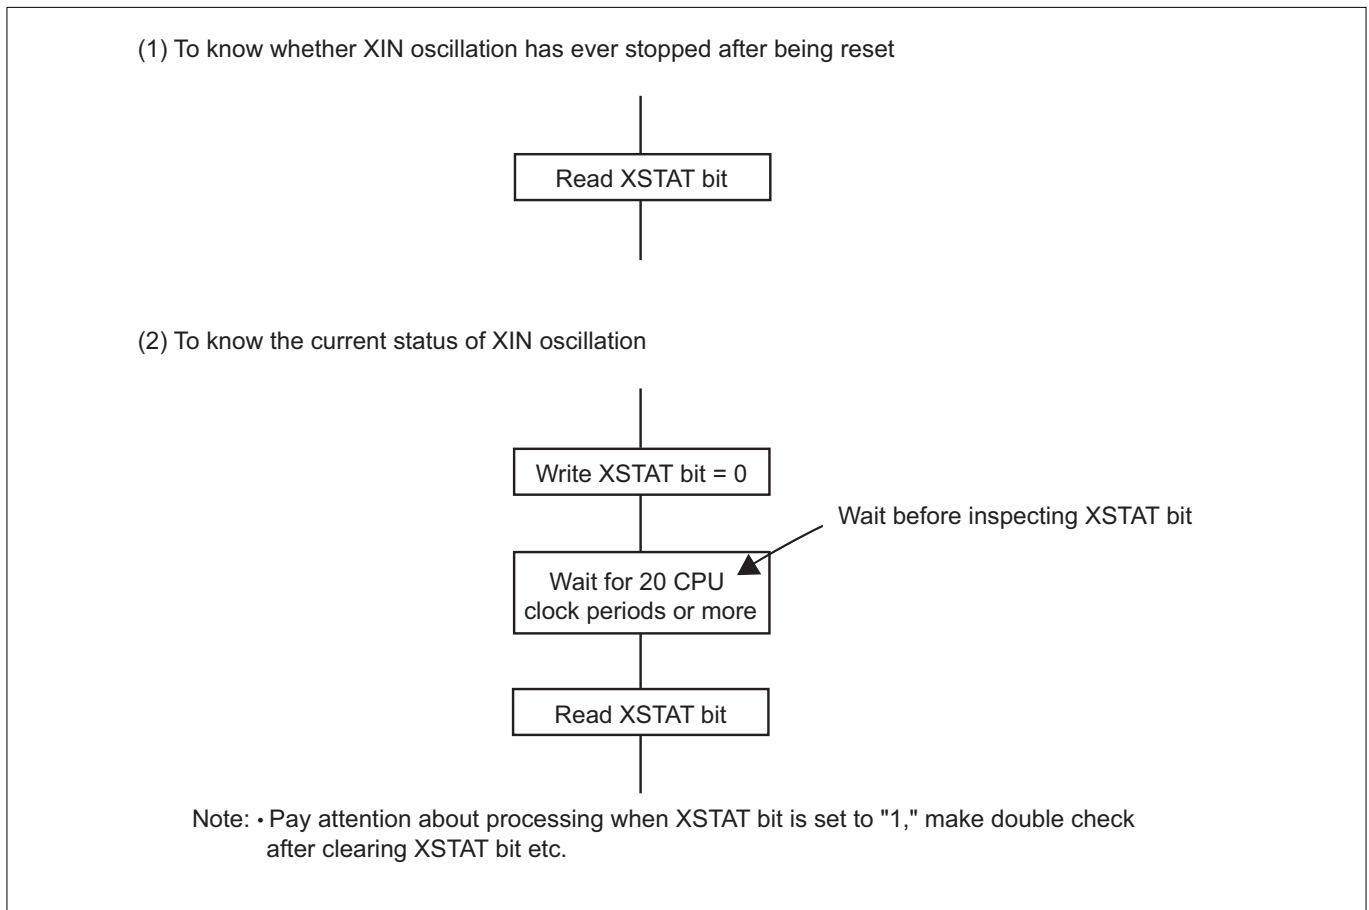 (1) To know whether XIN oscillation has ever stopped after being reset
Read XSTAT bit
(2) To know the current status of XIN oscillation
Write XSTAT bit = 0
Wait before inspecting XSTAT bit
Wait for 20 CPU
clock periods or more
Read XSTAT bit
Note: • Pay attention about processing when XSTAT bit is set to "1," make double check
after clearing XSTAT bit etc.